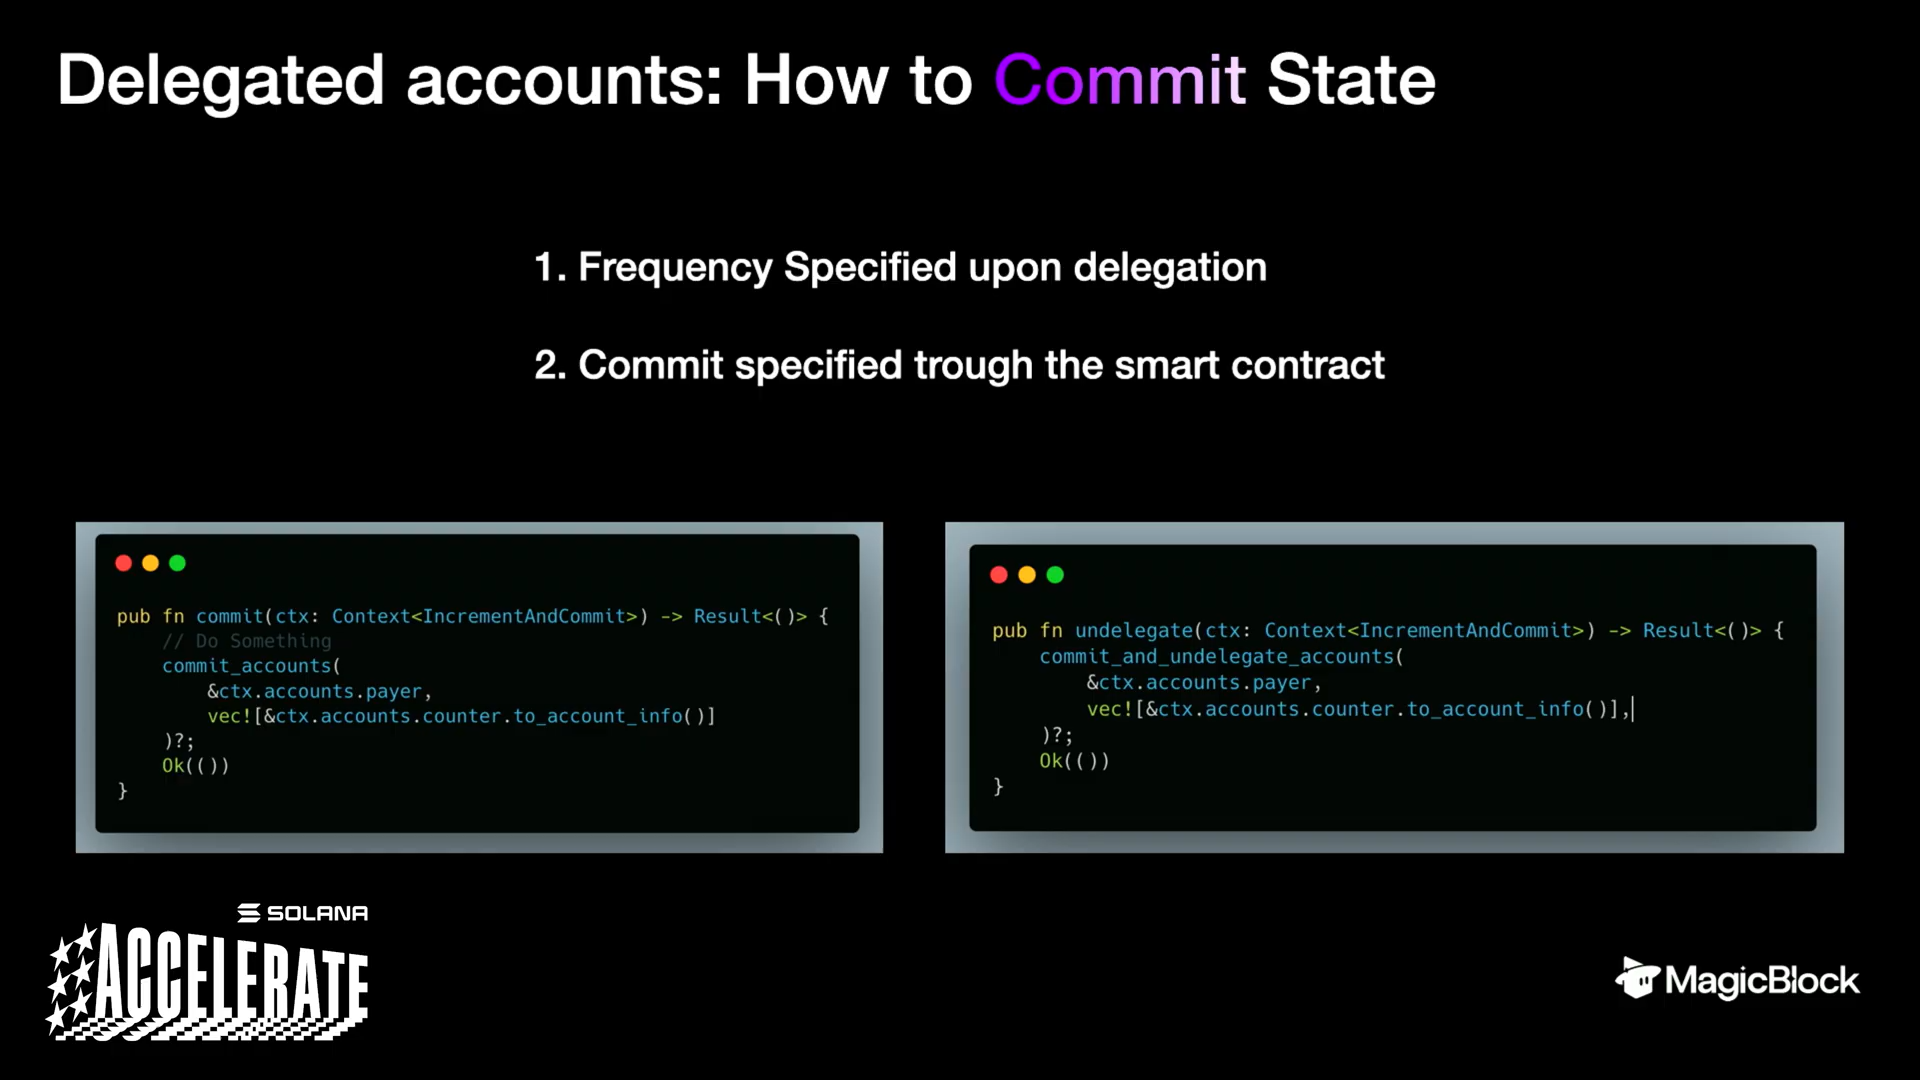 Delegated accounts: How to Commit State
1. Frequency Specified upon delegation
2. Commit specified trough the smart contract
pub fn commit(ctx: Context<IncrementAndCommit>) -> Result<()> {
    // Do Something
    commit_accounts(
        &ctx.accounts.payer,
        vec![&ctx.accounts.counter.to_account_info()]
    )?;
    Ok(())
}
pub fn undelegate(ctx: Context<IncrementAndCommit>) -> Result<()> {
    commit_and_undelegate_accounts(
        &ctx.accounts.payer,
        vec![&ctx.accounts.counter.to_account_info()],
    )?;
    Ok(())
}
SOLANA
ACCELERATE
MagicBlock